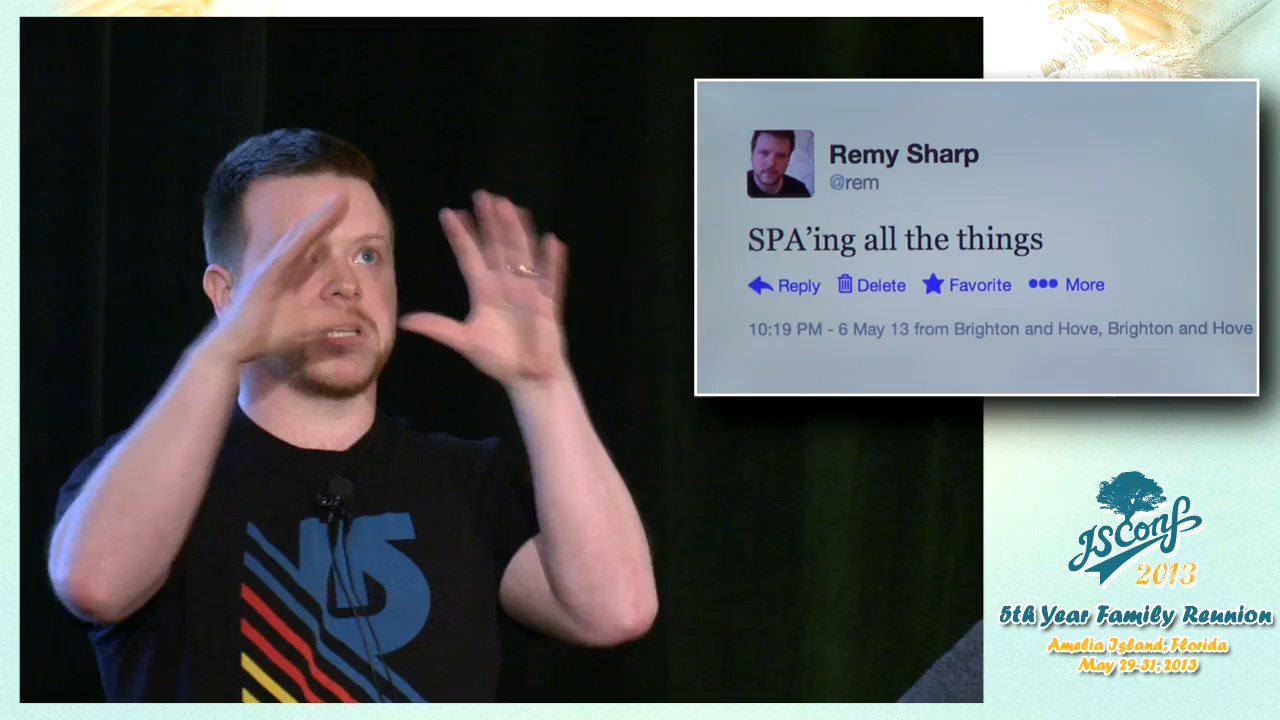 Remy Sharp
@rem
SPA’ing all the things
Reply Delete Favorite More
10:19 PM - 6 May 13 from Brighton and Hove, Brighton and Hove
JS
JSConf
2013
5th Year Family Reunion
Amelia Island, Florida
May 29-31, 2013